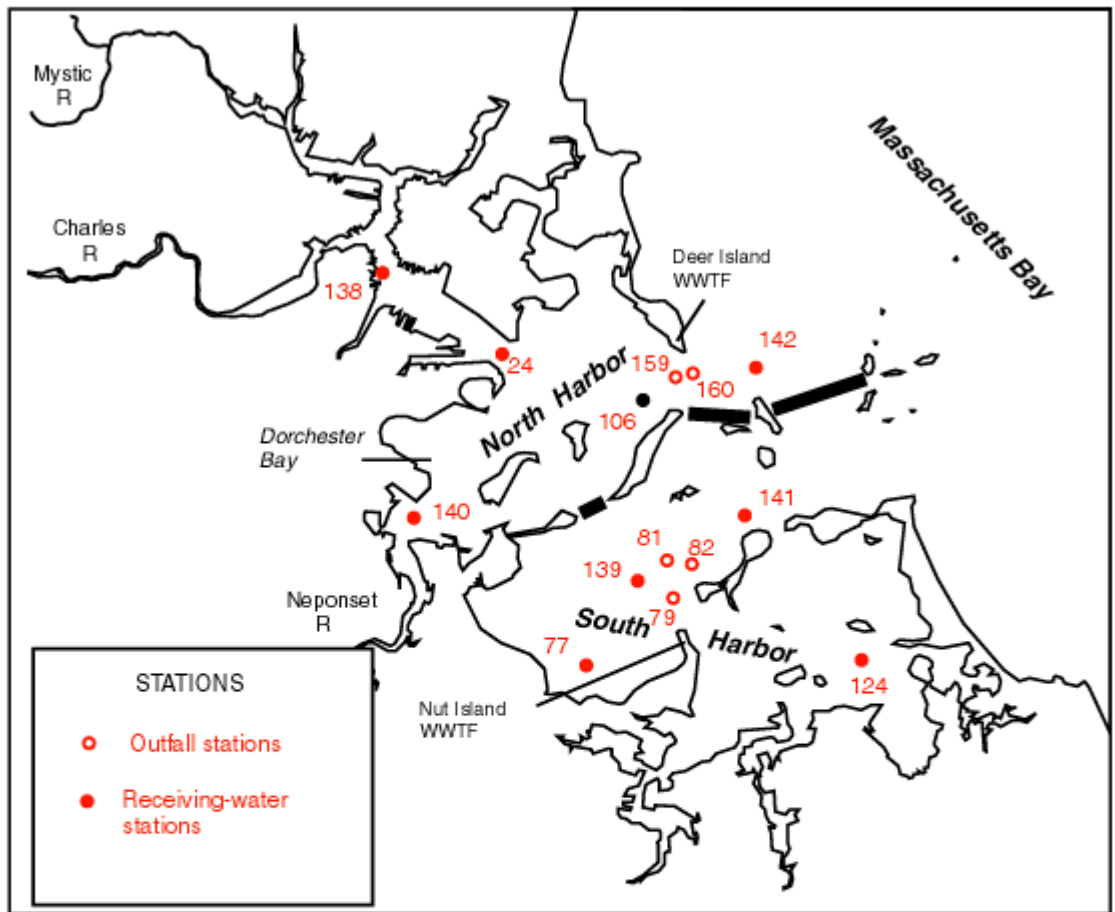 Mystic
R
Massachusetts Bay
Charles
R
Deer Island
WWTF
138
24
142
159
160
106
North Harbor
Dorchester
Bay
140
141
81
82
139
Neponset
R
79
South Harbor
77
124
Nut Island
WWTF
STATIONS
Outfall stations
Receiving-water
stations